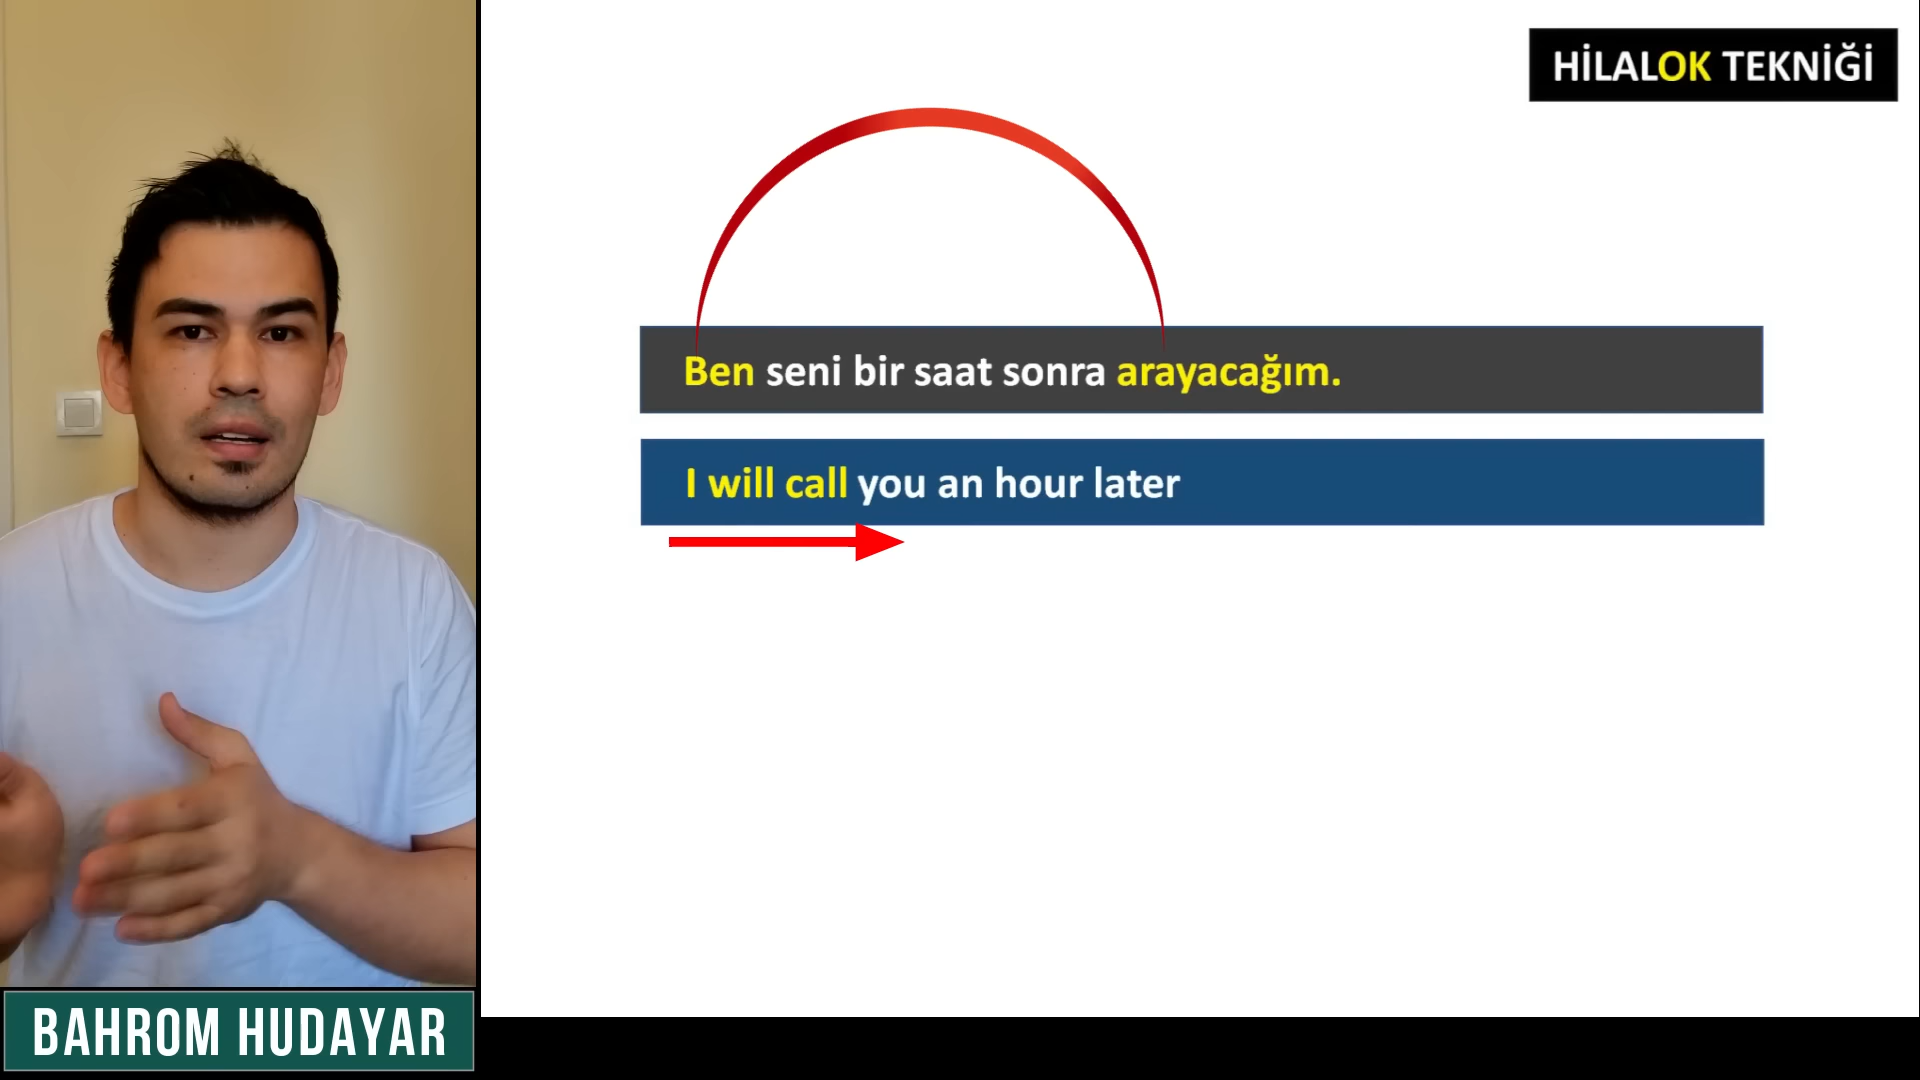 HİLALOK TEKNİĞİ
Ben seni bir saat sonra arayacağım.
I will call you an hour later
BAHROM HUDAYAR